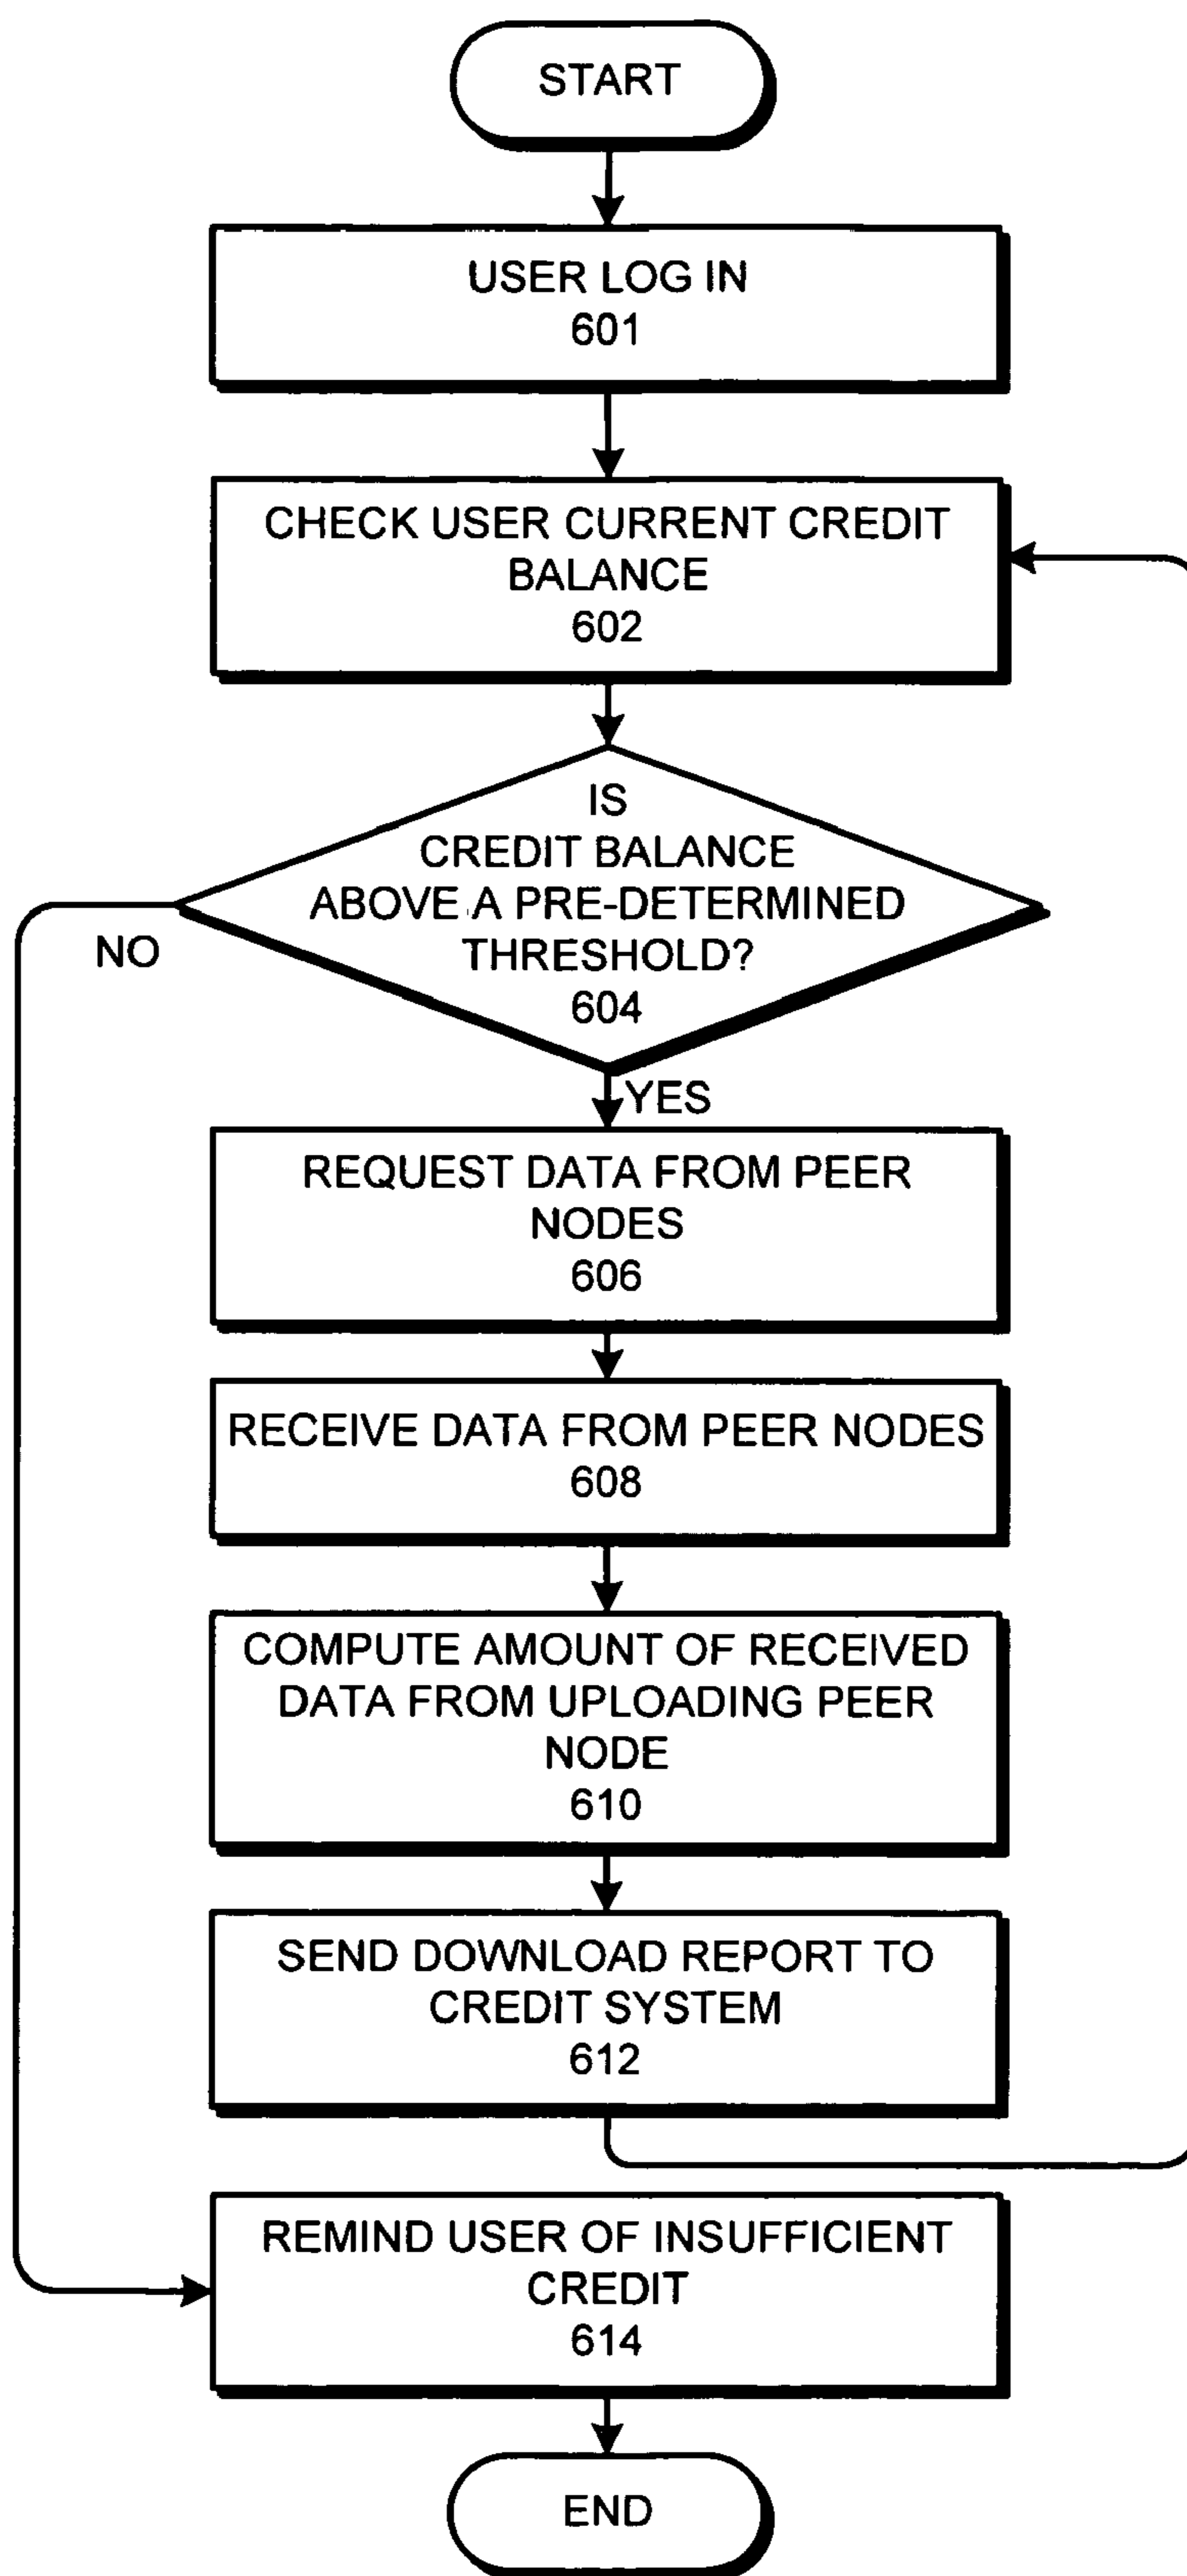 START
USER LOG IN
601
CHECK USER CURRENT CREDIT
BALANCE
602
IS
CREDIT BALANCE
ABOVE A PRE-DETERMINED
THRESHOLD?
604
NO
YES
REQUEST DATA FROM PEER
NODES
606
RECEIVE DATA FROM PEER NODES
608
COMPUTE AMOUNT OF RECEIVED
DATA FROM UPLOADING PEER
NODE
610
SEND DOWNLOAD REPORT TO
CREDIT SYSTEM
612
REMIND USER OF INSUFFICIENT
CREDIT
614
END